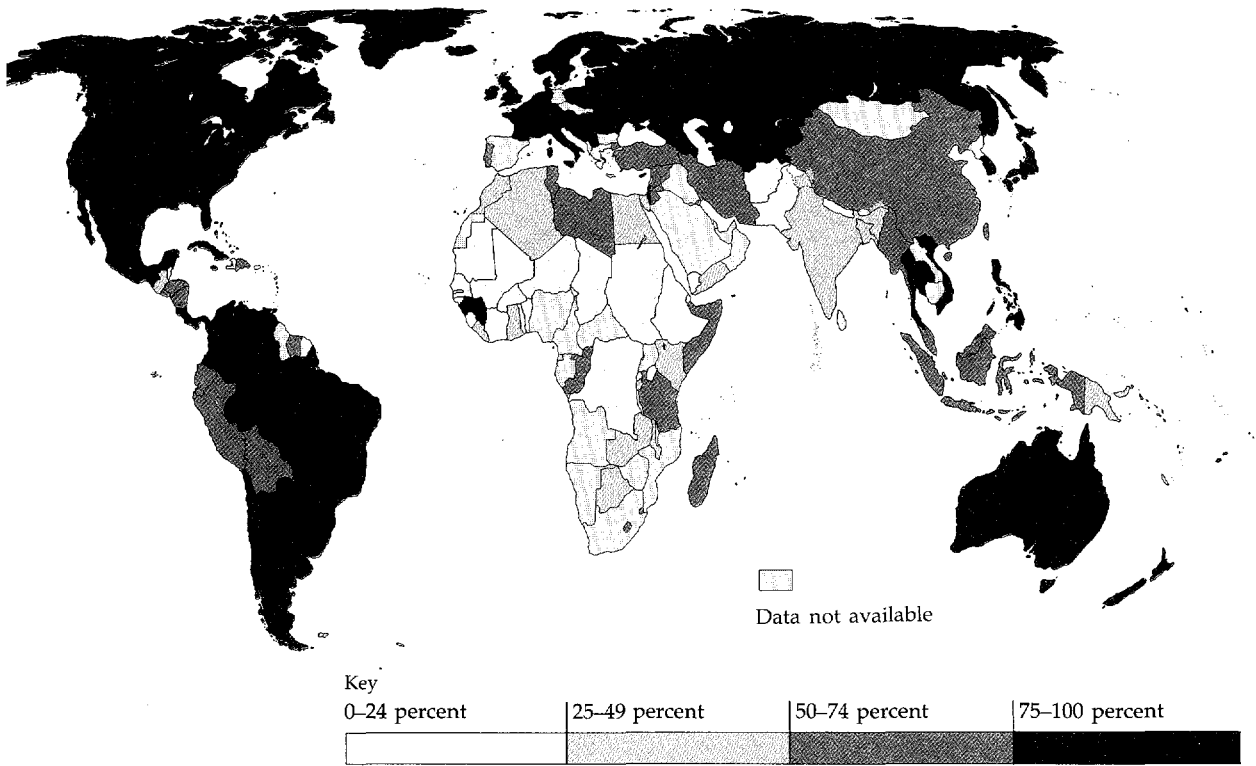 Data not available
Key
0–24 percent
25–49 percent
50–74 percent
75–100 percent